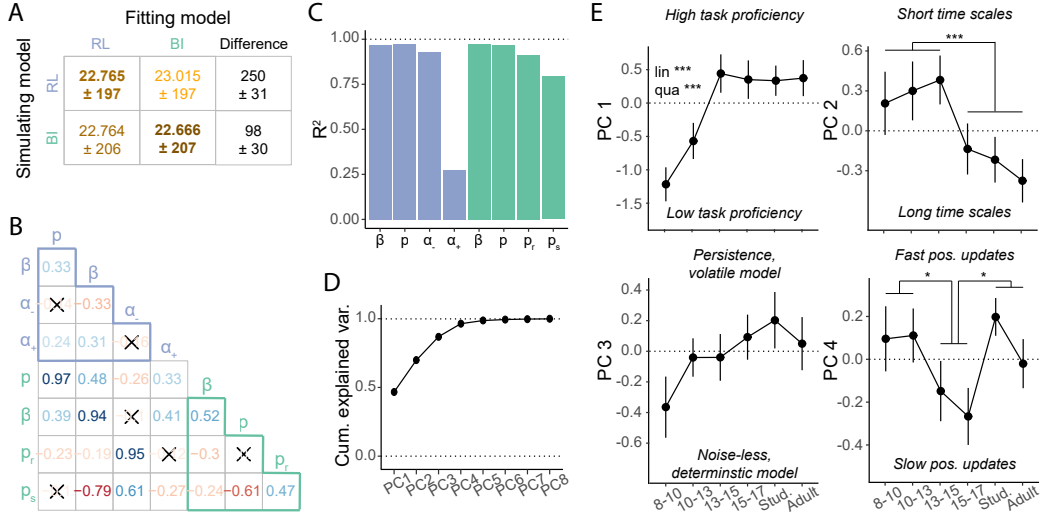 A
Fitting model
Simulating model
RL
BI
Difference
RL
22.765 ± 197
23.015 ± 197
250 ± 31
BI
22.764 ± 206
22.666 ± 207
98 ± 30
B
p
β
0.33
β
α-
−0.33
α-
α+
0.24
0.31
α+
p
0.97
0.48
−0.26
0.33
β
β
0.39
0.94
0.41
0.52
p
pr
−0.23
−0.19
0.95
−0.3
pr
ps
−0.79
0.61
−0.27
−0.24
−0.61
0.47
C
R2
1.00
0.75
0.50
0.25
0.00
β
p
α-
α+
β
p
pr
ps
D
Cum. explained var.
1.0
0.5
0.0
PC1
PC2
PC3
PC4
PC5
PC6
PC7
PC8
E
High task proficiency
PC 1
0.5
0.0
-0.5
-1.0
-1.5
lin ***
qua ***
Low task proficiency
Short time scales
PC 2
0.6
0.3
0.0
-0.3
***
Long time scales
Persistence,
volatile model
PC 3
0.4
0.2
0.0
-0.2
-0.4
-0.6
Noise-less,
determinstic model
8-10
10-13
13-15
15-17
Stud.
Adult
Fast pos. updates
PC 4
0.2
0.0
-0.2
-0.4
*
*
Slow pos. updates
8-10
10-13
13-15
15-17
Stud.
Adult